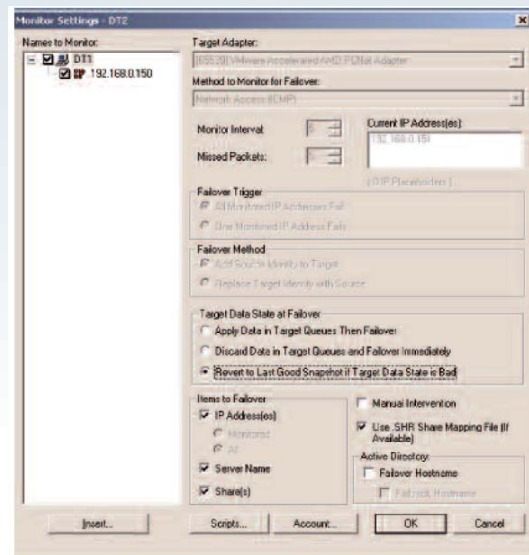 Monitor Settings - DT2
Names to Monitor:
DT1
192.168.0.150
Target Adapter:
[65539] VMware Accelerated AMD PCNet Adapter
Method to Monitor for Failover:
Network Access (ICMP)
Monitor Interval:
Missed Packets:
Current IP Address(es)
192.168.0.151
( 0 IP Placeholders )
Failover Trigger
All Monitored IP Addresses Fail
One Monitored IP Address Fails
Failover Method
Add Source Identity to Target
Replace Target Identity with Source
Target Data State at Failover
Apply Data in Target Queues Then Failover
Discard Data in Target Queues and Failover Immediately
Revert to Last Good Snapshot if Target Data State is Bad
Items to Failover
IP Address(es)
Monitored
All
Server Name
Share(s)
Manual Intervention
Use .SHR Share Mapping File (If Available)
Active Directory:
Failover Hostname
Failback Hostname
Insert...
Scripts...
Account...
OK
Cancel